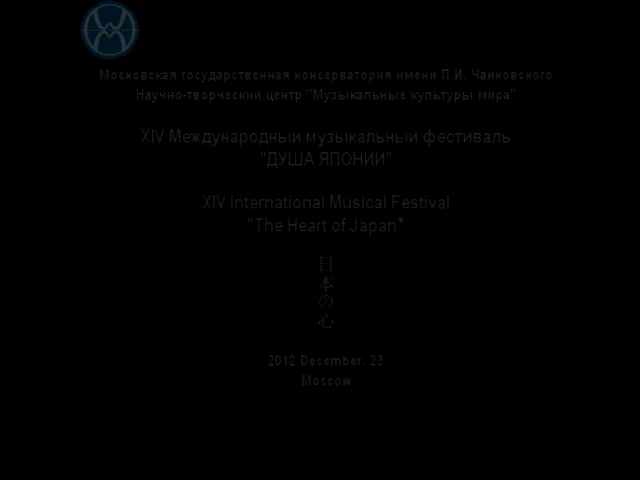 Московская государственная консерватория имени П.И. Чайковского
Научно-творческий центр "Музыкальные культуры мира"
XIV Международный музыкальный фестиваль
"ДУША ЯПОНИИ"
XIV International Musical Festival
"The Heart of Japan"
日
本
の
心
2012 December, 23
Moscow